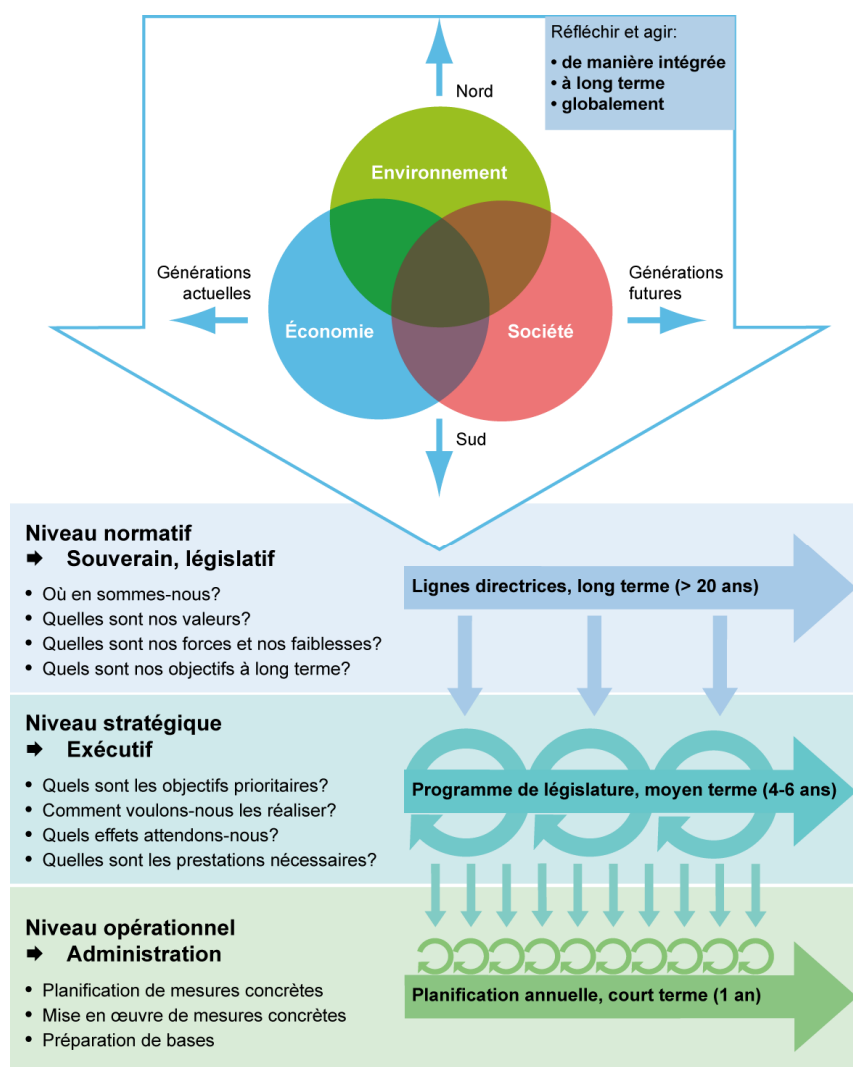 Réfléchir et agir:
• de manière intégrée
• à long terme
• globalement
Nord
Environnement
Générations
actuelles
Générations
futures
Économie
Société
Sud
Niveau normatif
➨ Souverain, législatif
• Où en sommes-nous?
• Quelles sont nos valeurs?
• Quelles sont nos forces et nos faiblesses?
• Quels sont nos objectifs à long terme?
Lignes directrices, long terme (> 20 ans)
Niveau stratégique
➨ Exécutif
• Quels sont les objectifs prioritaires?
• Comment voulons-nous les réaliser?
• Quels effets attendons-nous?
• Quelles sont les prestations nécessaires?
Programme de législature, moyen terme (4-6 ans)
Niveau opérationnel
➨ Administration
• Planification de mesures concrètes
• Mise en œuvre de mesures concrètes
• Préparation de bases
Planification annuelle, court terme (1 an)